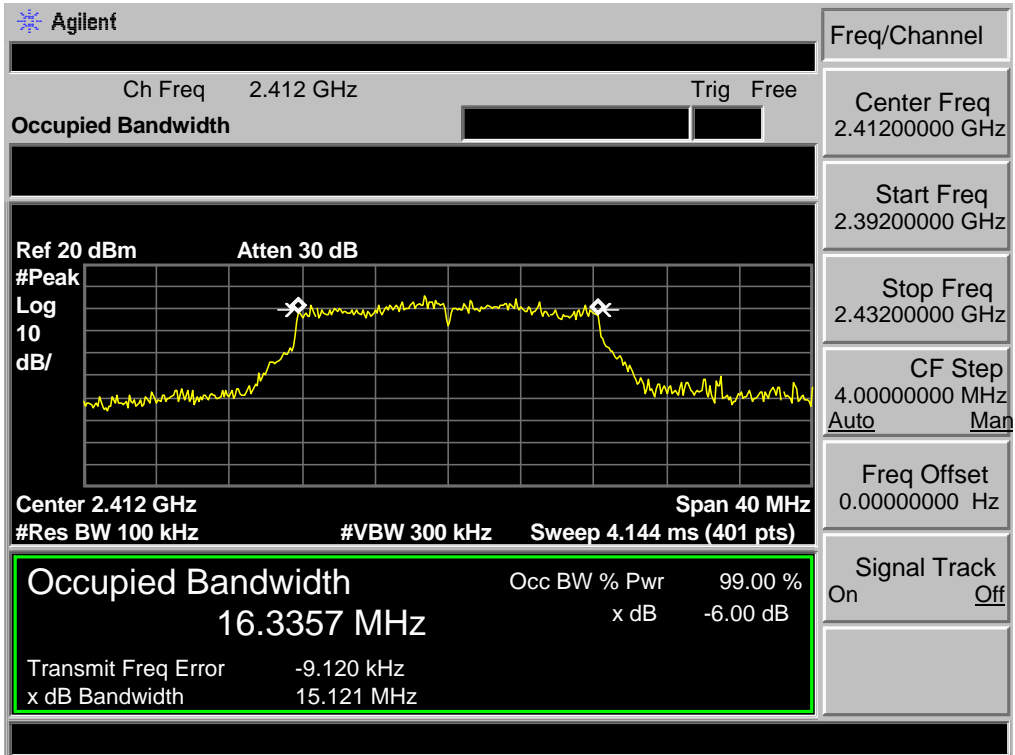 Agilent
Ch Freq 2.412 GHz Trig Free
Occupied Bandwidth
Ref 20 dBm Atten 30 dB
#Peak
Log
10
dB/
Center 2.412 GHz Span 40 MHz
#Res BW 100 kHz #VBW 300 kHz Sweep 4.144 ms (401 pts)
Occupied Bandwidth Occ BW % Pwr 99.00 %
16.3357 MHz x dB -6.00 dB
Transmit Freq Error -9.120 kHz
x dB Bandwidth 15.121 MHz
Freq/Channel
Center Freq
2.41200000 GHz
Start Freq
2.39200000 GHz
Stop Freq
2.43200000 GHz
CF Step
4.00000000 MHz
Auto Man
Freq Offset
0.00000000 Hz
Signal Track
On Off